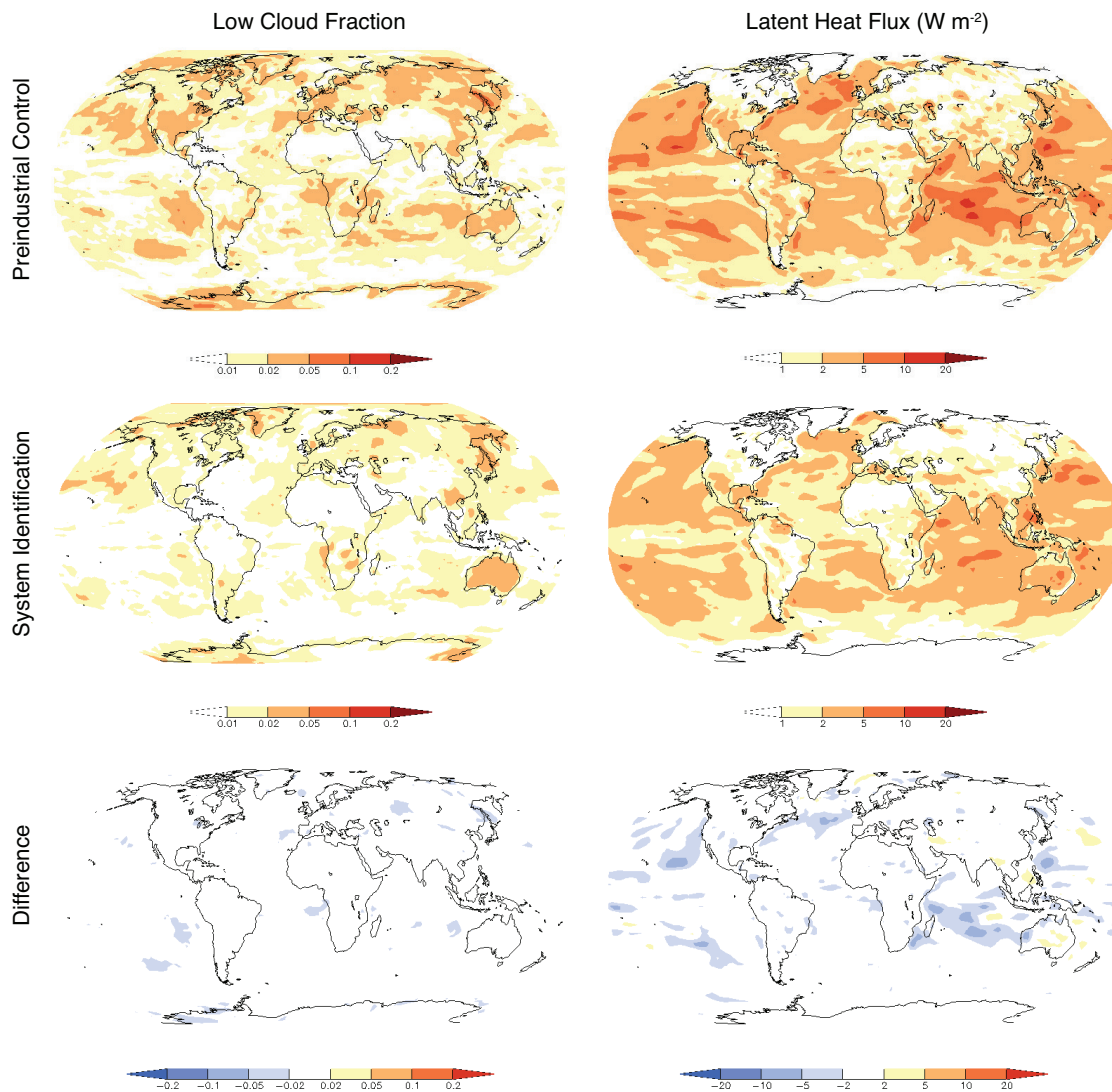 Low Cloud Fraction
Latent Heat Flux (W m-2)
Preindustrial Control
0.01 0.02 0.05 0.1 0.2
1 2 5 10 20
System Identification
0.01 0.02 0.05 0.1 0.2
1 2 5 10 20
Difference
−0.2 −0.1 −0.05 −0.02 0.02 0.05 0.1 0.2
−20 −10 −5 −2 2 5 10 20